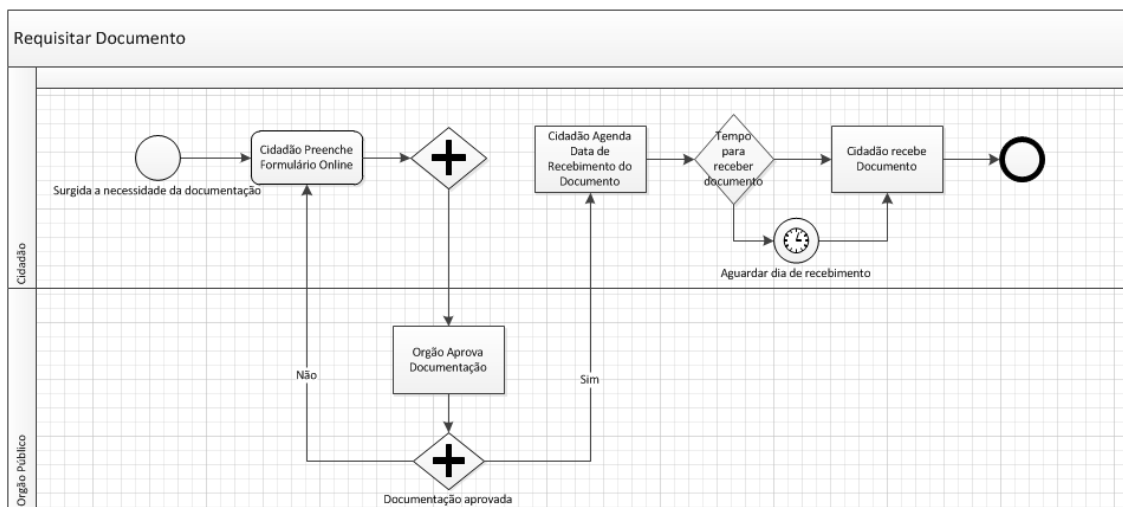 Requisitar Documento
Cidadão
Surgida a necessidade da documentação
Cidadão Preenche
Formulário Online
Cidadão Agenda
Data de
Recebimento do
Documento
Tempo
para
receber
documento
Cidadão recebe
Documento
Aguardar dia de recebimento
Orgão Público
Orgão Aprova
Documentação
Não
Sim
Documentação aprovada